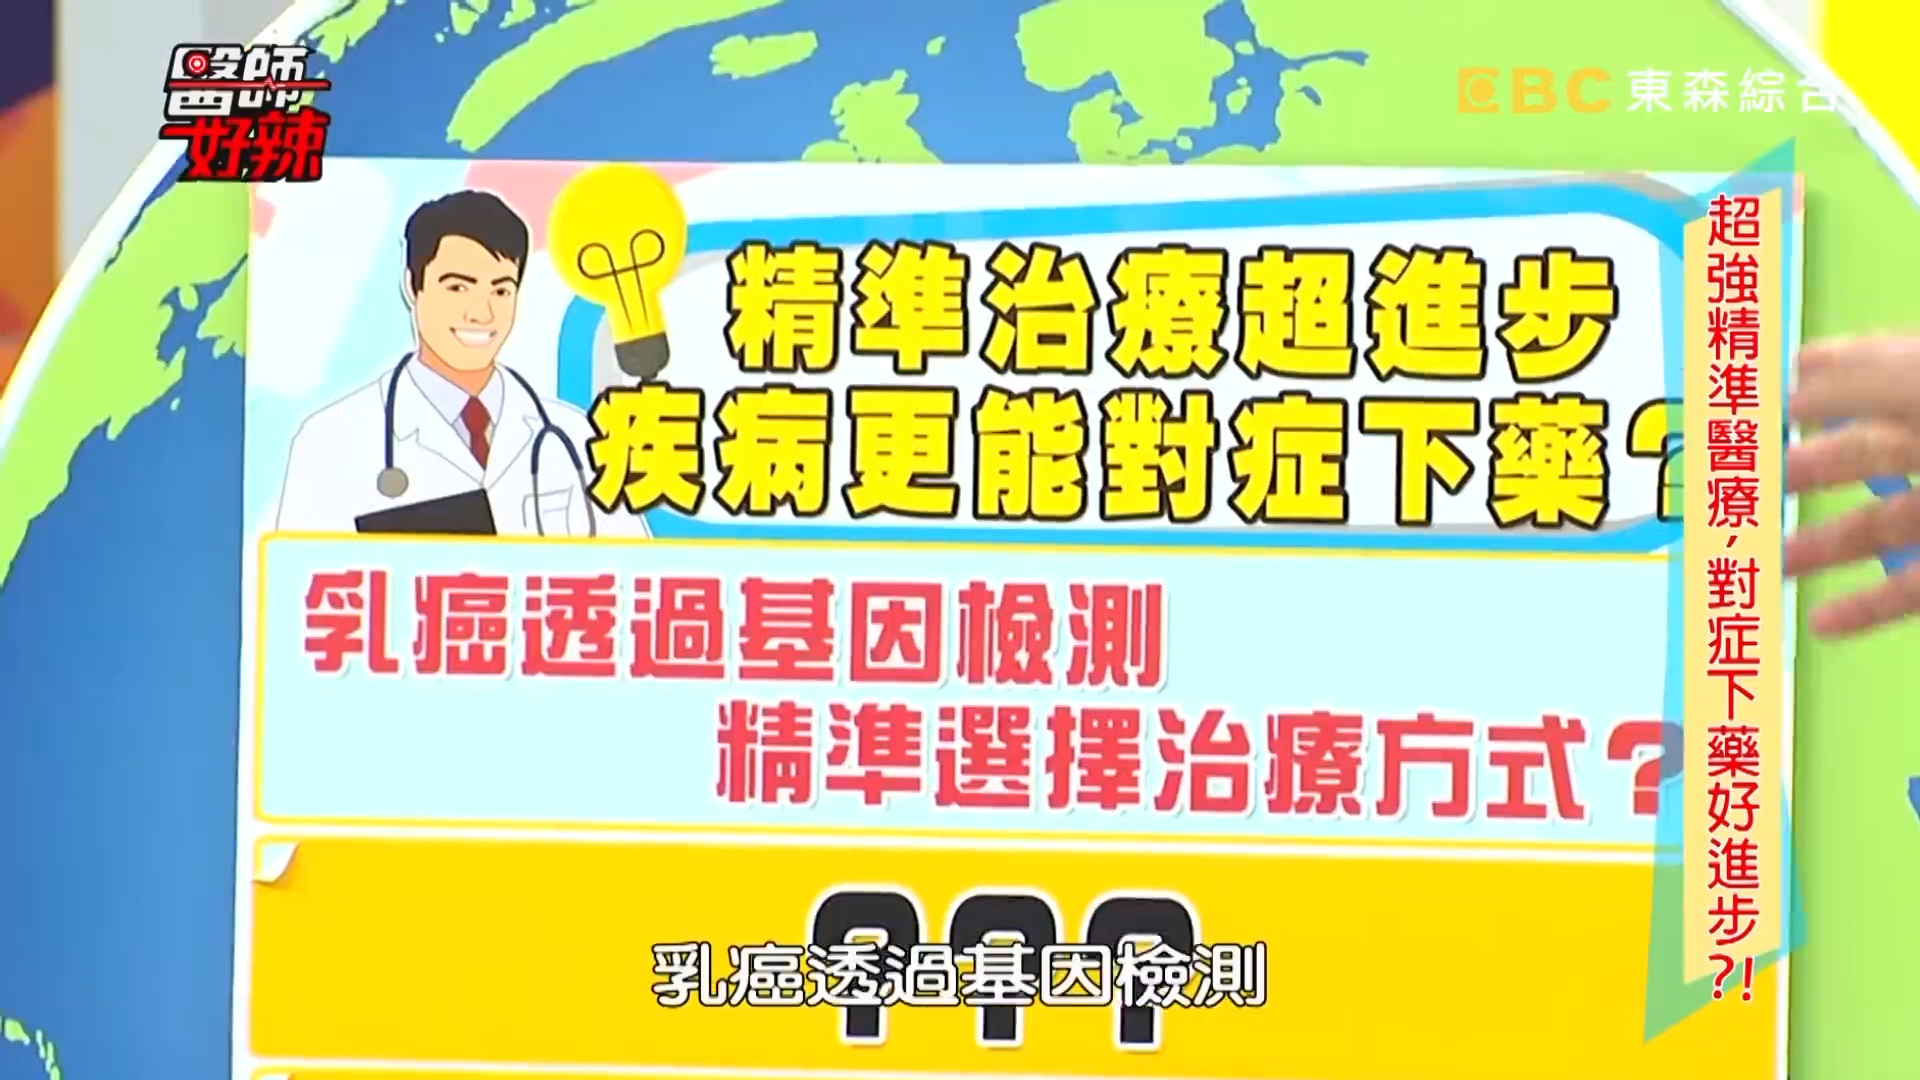 醫師
好辣
EBC 東森綜合
精準治療超進步
疾病更能對症下藥?
乳癌透過基因檢測
精準選擇治療方式?
???
乳癌透過基因檢測
超強精準醫療,對症下藥好進步?!